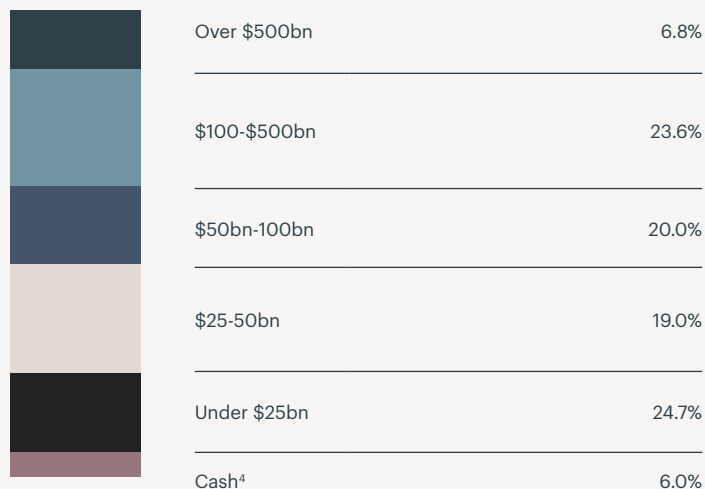 Over $500bn 6.8%
$100-$500bn 23.6%
$50bn-100bn 20.0%
$25-50bn 19.0%
Under $25bn 24.7%
Cash⁴ 6.0%